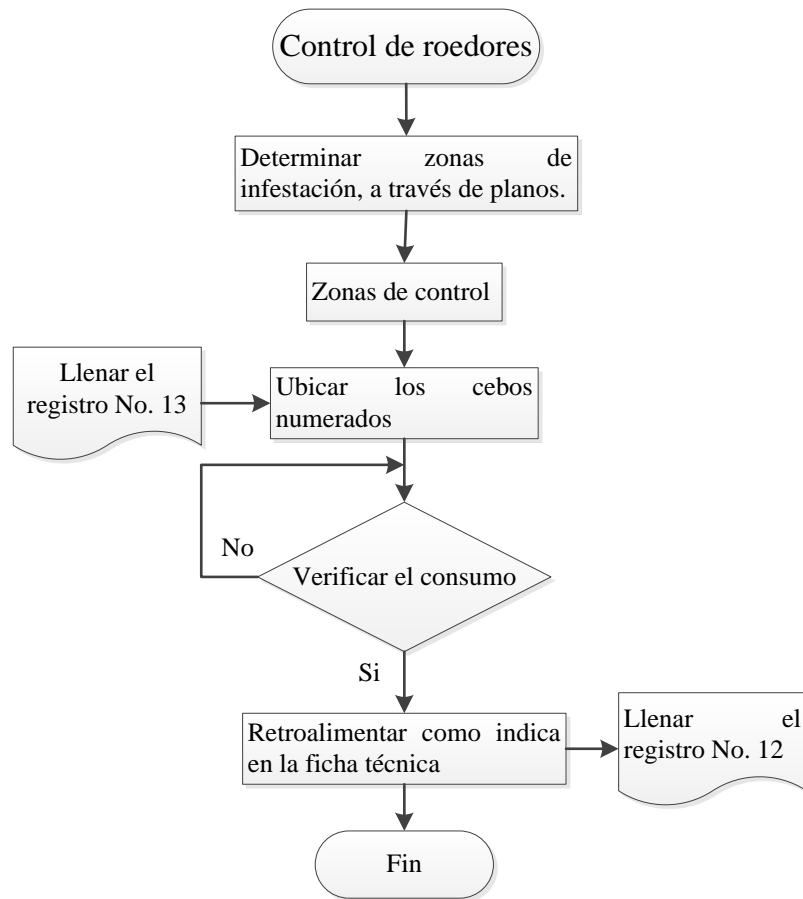 Control de roedores
Determinar zonas de
infestación, a través de planos.
Zonas de control
Llenar el
registro No. 13
Ubicar los cebos
numerados
No
Verificar el consumo
Si
Retroalimentar como indica
en la ficha técnica
Llenar el
registro No. 12
Fin